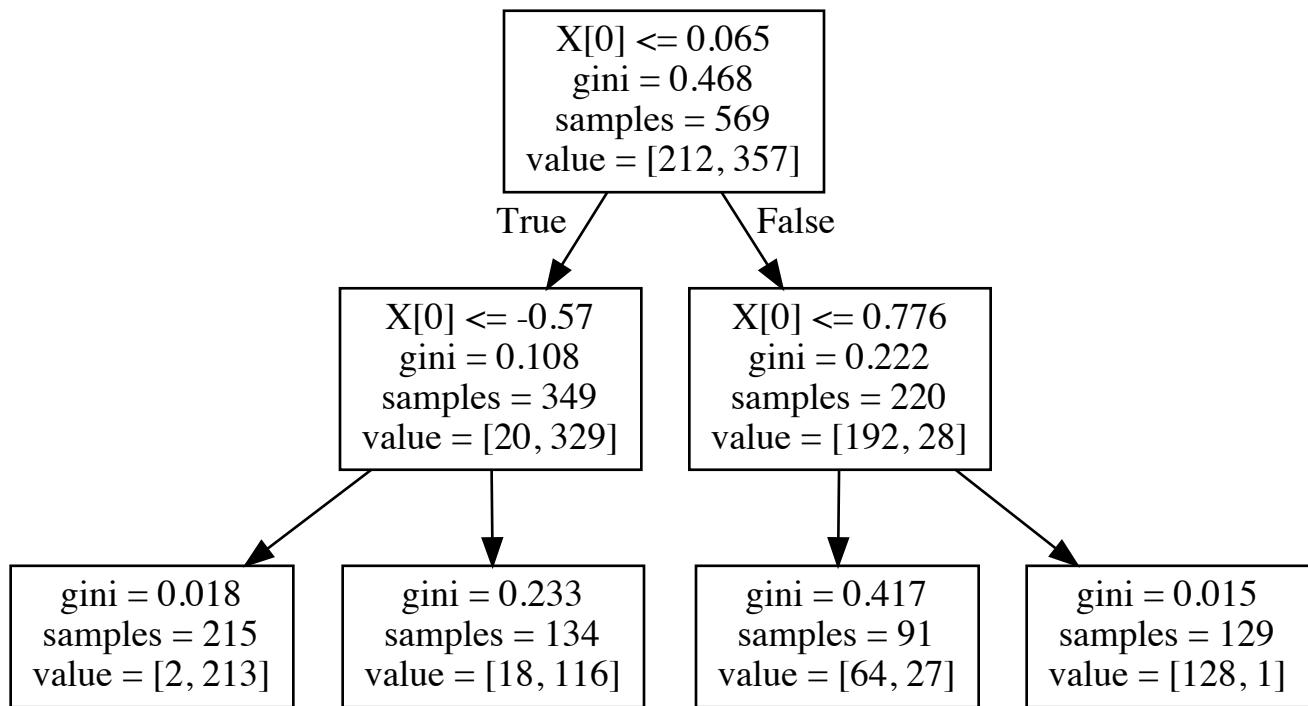 X[0] <= 0.065
gini = 0.468
samples = 569
value = [212, 357]
True
False
X[0] <= -0.57
gini = 0.108
samples = 349
value = [20, 329]
X[0] <= 0.776
gini = 0.222
samples = 220
value = [192, 28]
gini = 0.018
samples = 215
value = [2, 213]
gini = 0.233
samples = 134
value = [18, 116]
gini = 0.417
samples = 91
value = [64, 27]
gini = 0.015
samples = 129
value = [128, 1]